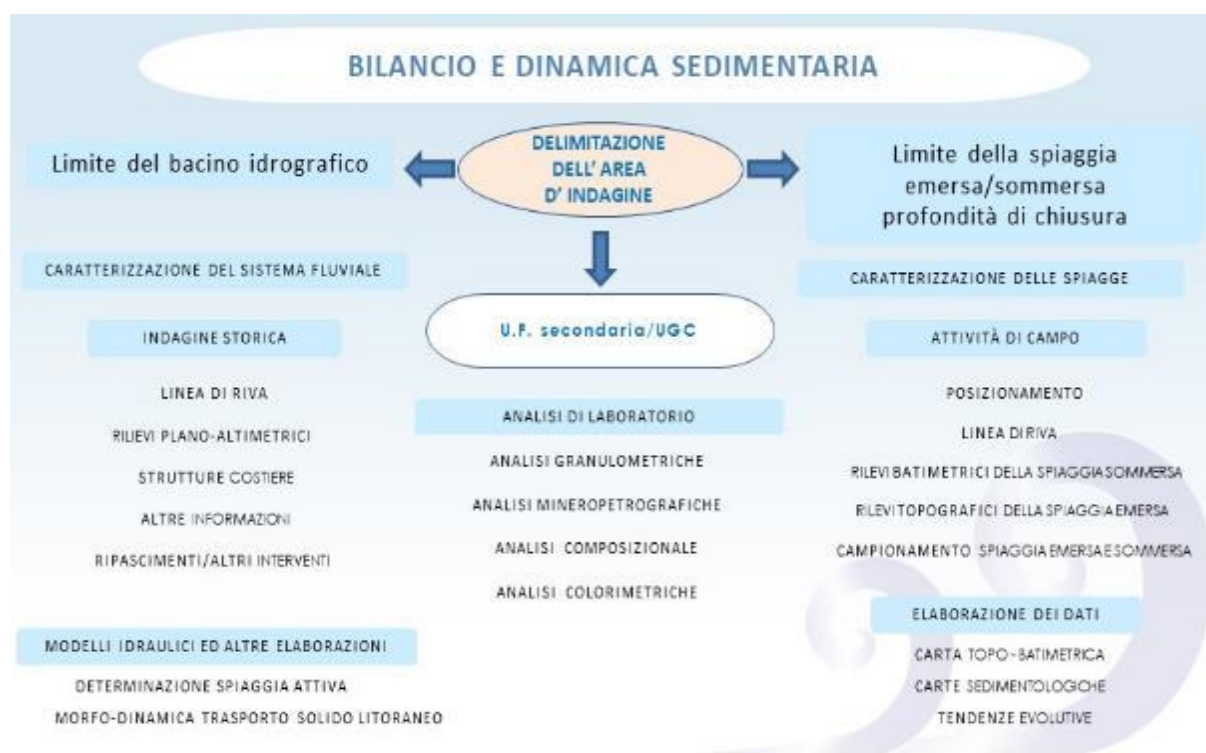 BILANCIO E DINAMICA SEDIMENTARIA
Limite del bacino idrografico
DELIMITAZIONE
DELL' AREA
D' INDAGINE
Limite della spiaggia
emersa/sommersa
profondità di chiusura
CARATTERIZZAZIONE DEL SISTEMA FLUVIALE
INDAGINE STORICA
LINEA DI RIVA
RILIEVI PLANO-ALTIMETRICI
STRUTTURE COSTIERE
ALTRE INFORMAZIONI
RIPASCIMENTI/ALTRI INTERVENTI
MODELLI IDRAULICI ED ALTRE ELABORAZIONI
DETERMINAZIONE SPIAGGIA ATTIVA
MORFO-DINAMICA TRASPORTO SOLIDO LITORANEO
U.F. secondaria/UGC
ANALISI DI LABORATORIO
ANALISI GRANULOMETRICHE
ANALISI MINEROPETROGRAFICHE
ANALISI COMPOSIZIONALE
ANALISI COLORIMETRICHE
CARATTERIZZAZIONE DELLE SPIAGGE
ATTIVITÀ DI CAMPO
POSIZIONAMENTO
LINEA DI RIVA
RILEVI BATIMETRICI DELLA SPIAGGIA SOMMERSA
RILEVI TOPOGRAFICI DELLA SPIAGGIA EMERSA
CAMPIONAMENTO SPIAGGIA EMERSA E SOMMERSA
ELABORAZIONE DEI DATI
CARTA TOPO-BATIMETRICA
CARTE SEDIMENTOLOGICHE
TENDENZE EVOLUTIVE